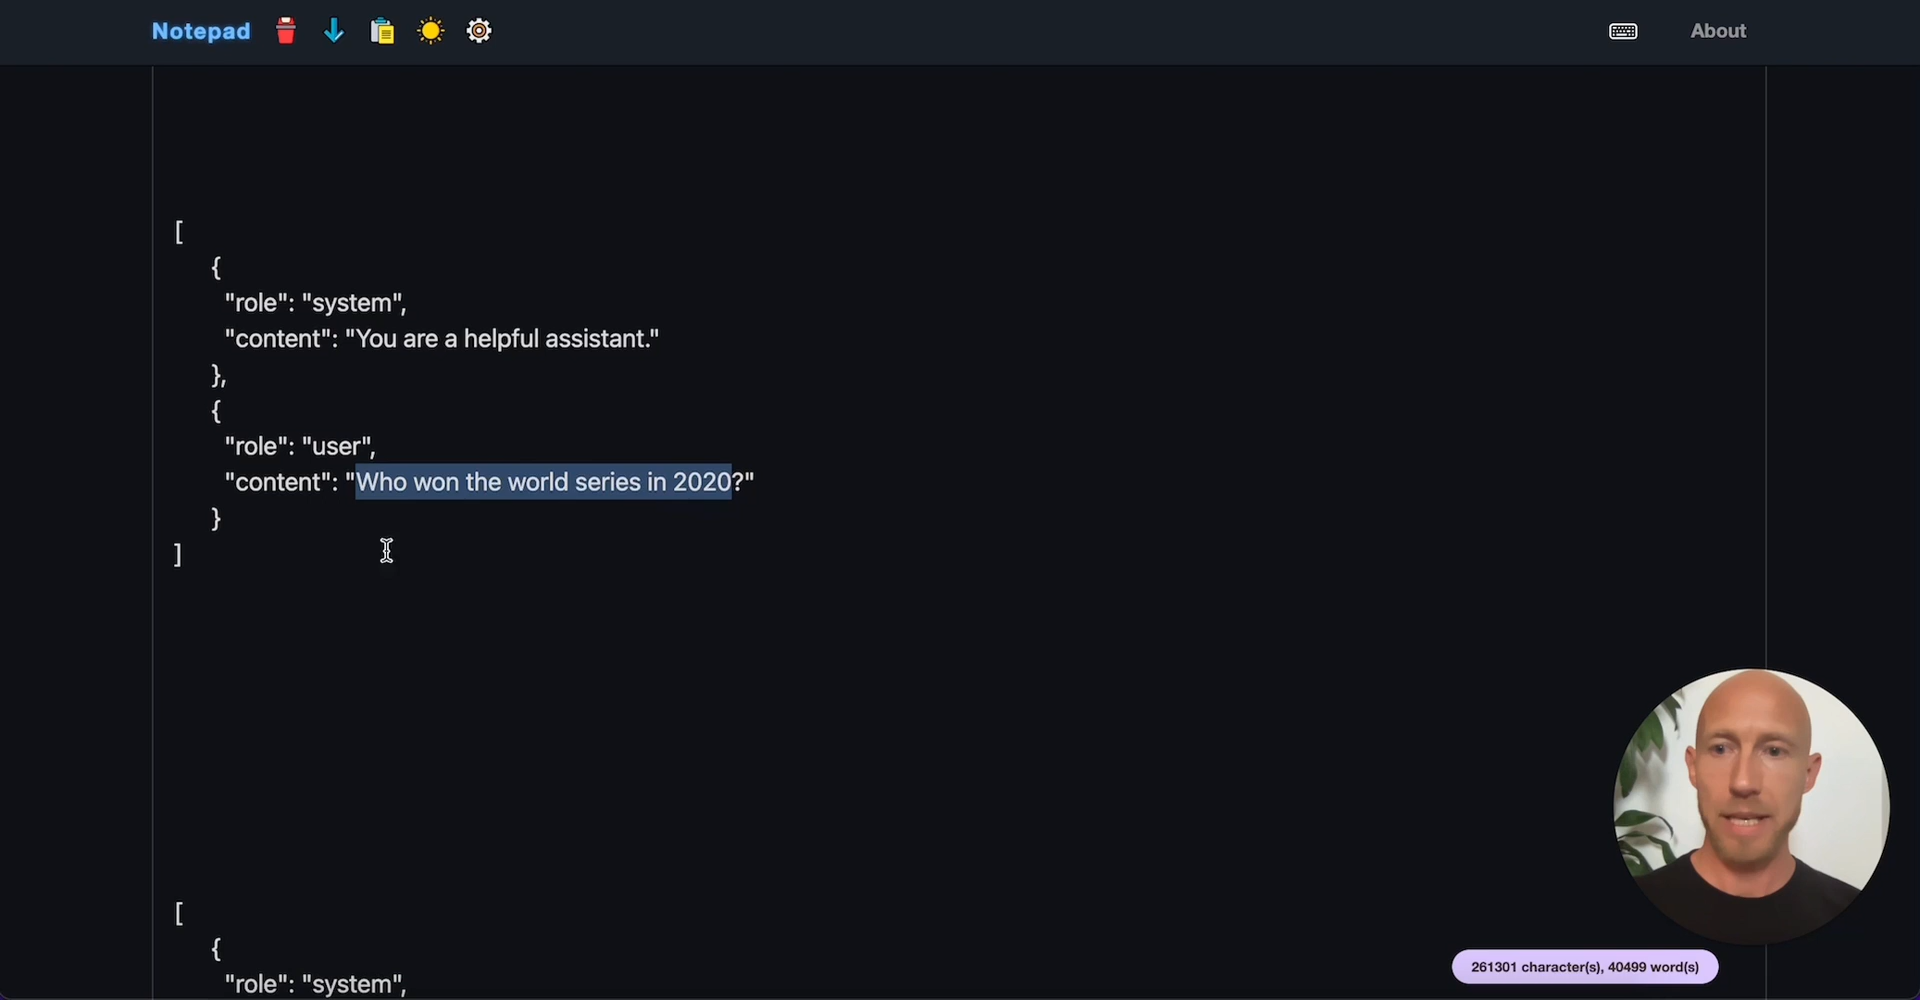 Notepad
About
[
{
"role": "system",
"content": "You are a helpful assistant."
},
{
"role": "user",
"content": "Who won the world series in 2020?"
}
]
[
{
"role": "system",
261301 character(s), 40499 word(s)